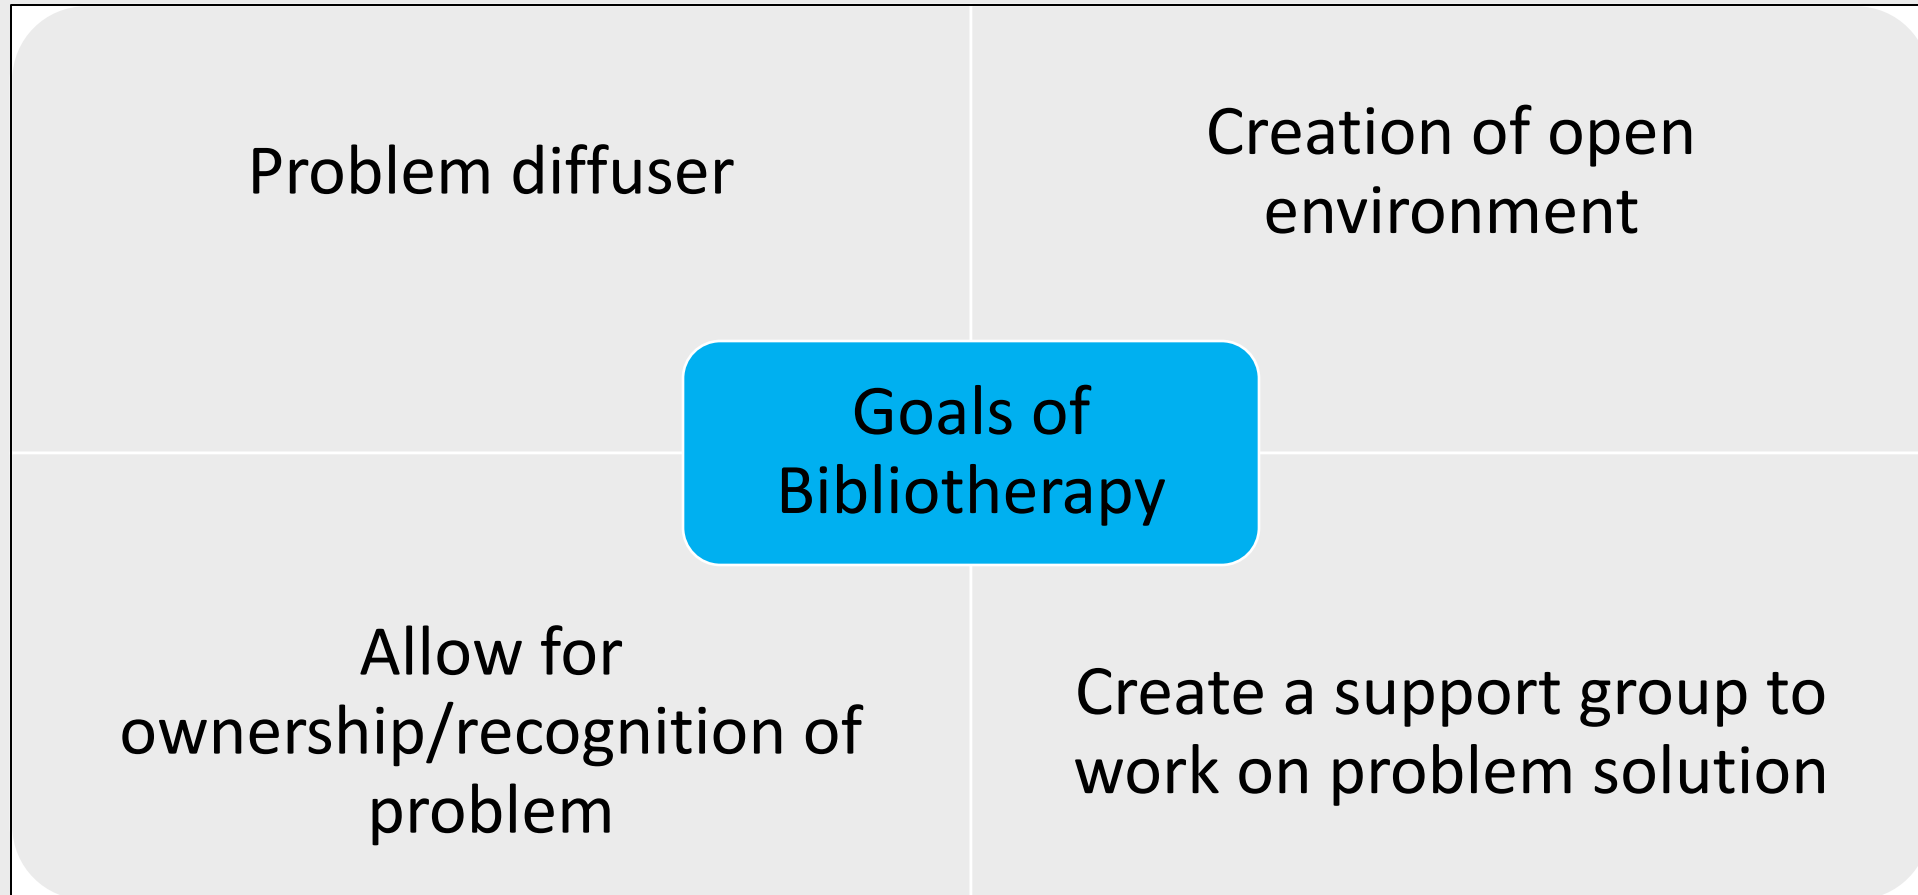 Problem diffuser
Creation of open
environment
Goals of
Bibliotherapy
Allow for
ownership/recognition of
problem
Create a support group to
work on problem solution